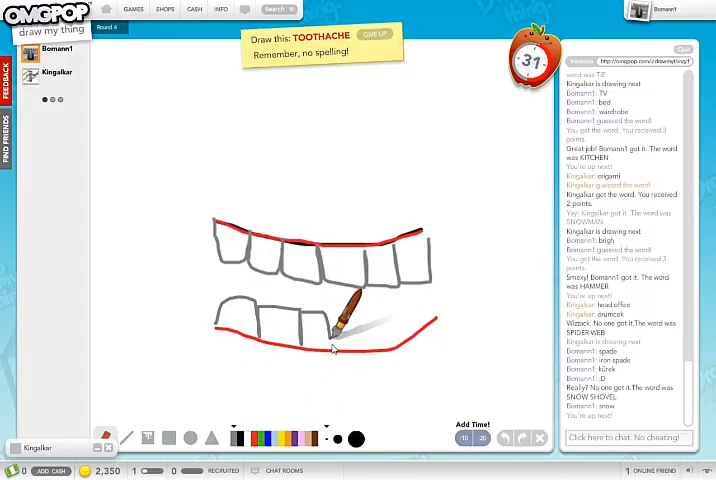 OMGPOP
draw my thing
GAMES
SHOPS
CASH
INFO
Search
Bomann1
Round 4
Draw this: TOOTHACHE
GIVE UP
Remember, no spelling!
31
FEEDBACK
FIND FRIENDS
Bomann1
Kingalkar
Quit
http://omgpop.com/#/drawmything/f
word was TIE
Kingalkar is drawing next
Bomann1: TV
Bomann1: bed
Bomann1: wardrobe
Bomann1 guessed the word!
You got the word. You received 3
points.
Great job! Bomann1 got it. The word
was KITCHEN
You're up next!
Kingalkar: origami
Kingalkar guessed the word!
Kingalkar got the word. You received
2 points.
Yay! Kingalkar got it. The word was
SNOWMAN
Kingalkar is drawing next
Bomann1: brigh
Bomann1 guessed the word!
You got the word. You received 3
points.
Smexy! Bomann1 got it. The word
was HAMMER
You're up next!
Kingalkar: head office
Kingalkar: örümcek
Wizzack. No one got it.The word was
SPIDER WEB
Kingalkar is drawing next
Bomann1: spade
Bomann1: iron spade
Bomann1: kürek
Bomann1: :D
Really? No one got it.The word was
SNOW SHOVEL
Bomann1: snow
You're up next!
Click here to chat. No cheating!
Add Time!
:10
:20
Kingalkar
0
ADD CASH
2,350
1
0
RECRUITED
CHAT ROOMS
1 ONLINE FRIEND